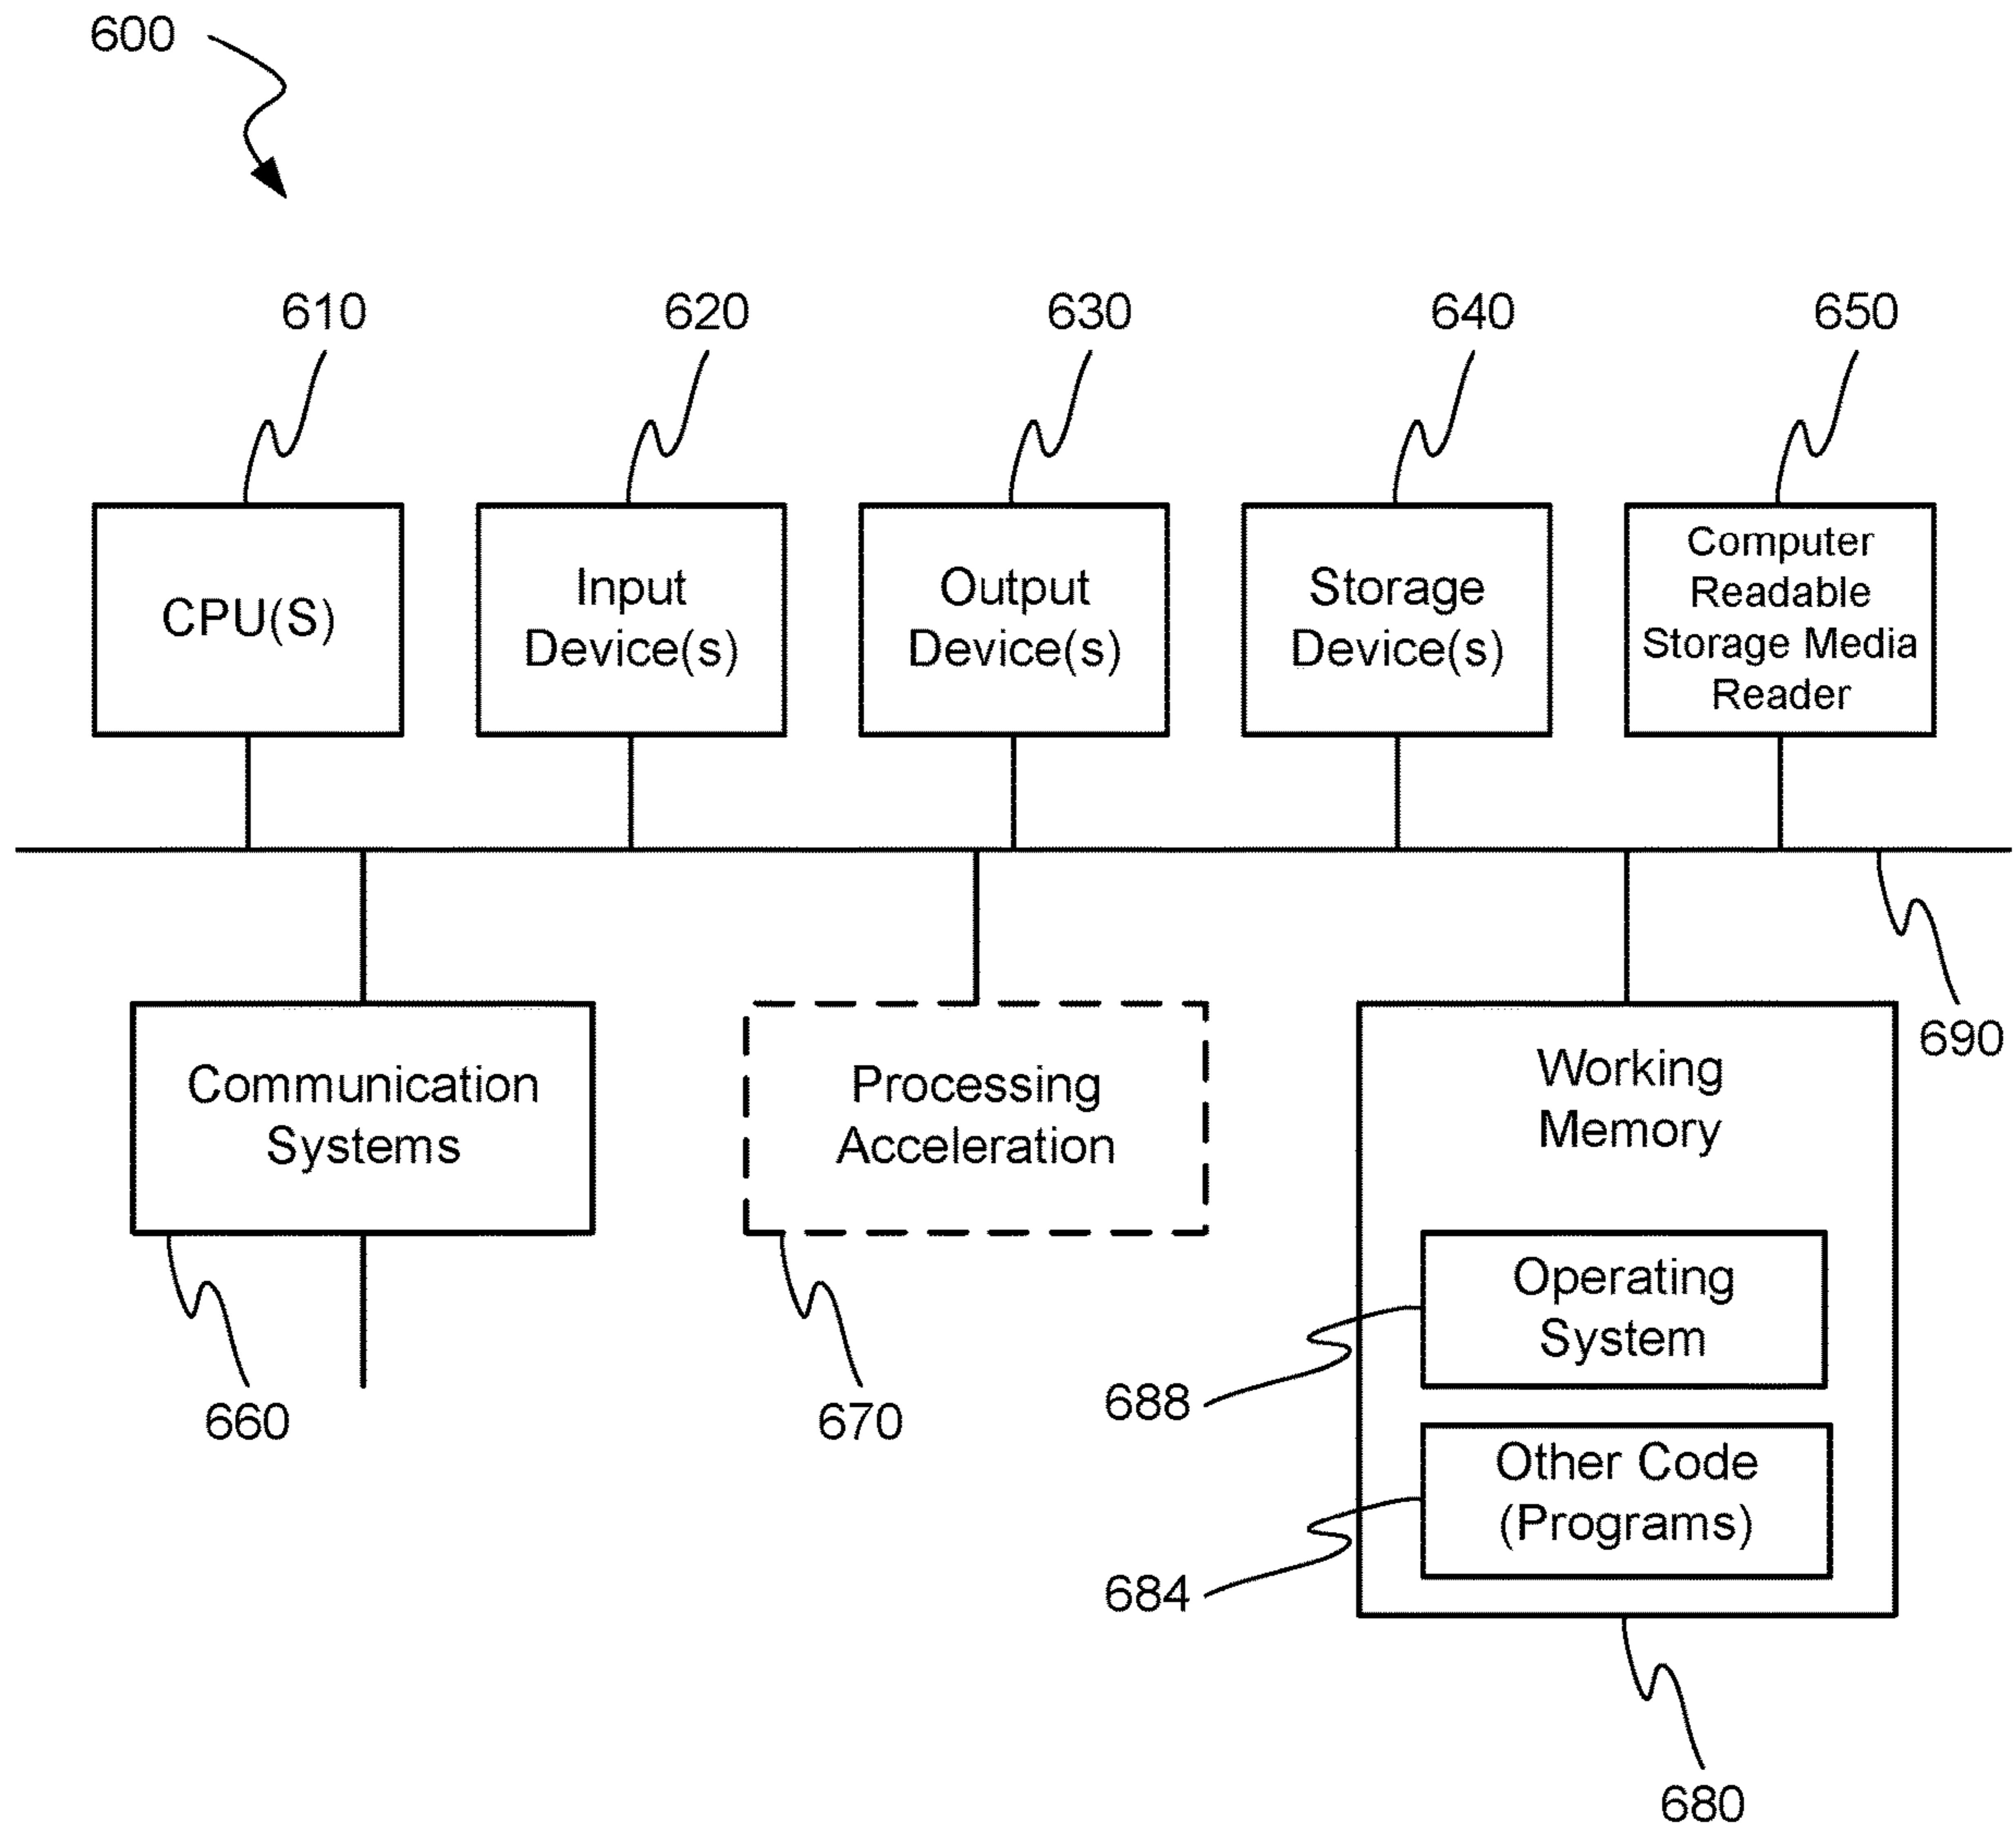 600
610
620
630
640
650
CPU(S)
Input
Device(s)
Output
Device(s)
Storage
Device(s)
Computer
Readable
Storage Media
Reader
690
Communication
Systems
Processing
Acceleration
Working
Memory
Operating
System
Other Code
(Programs)
660
670
688
684
680